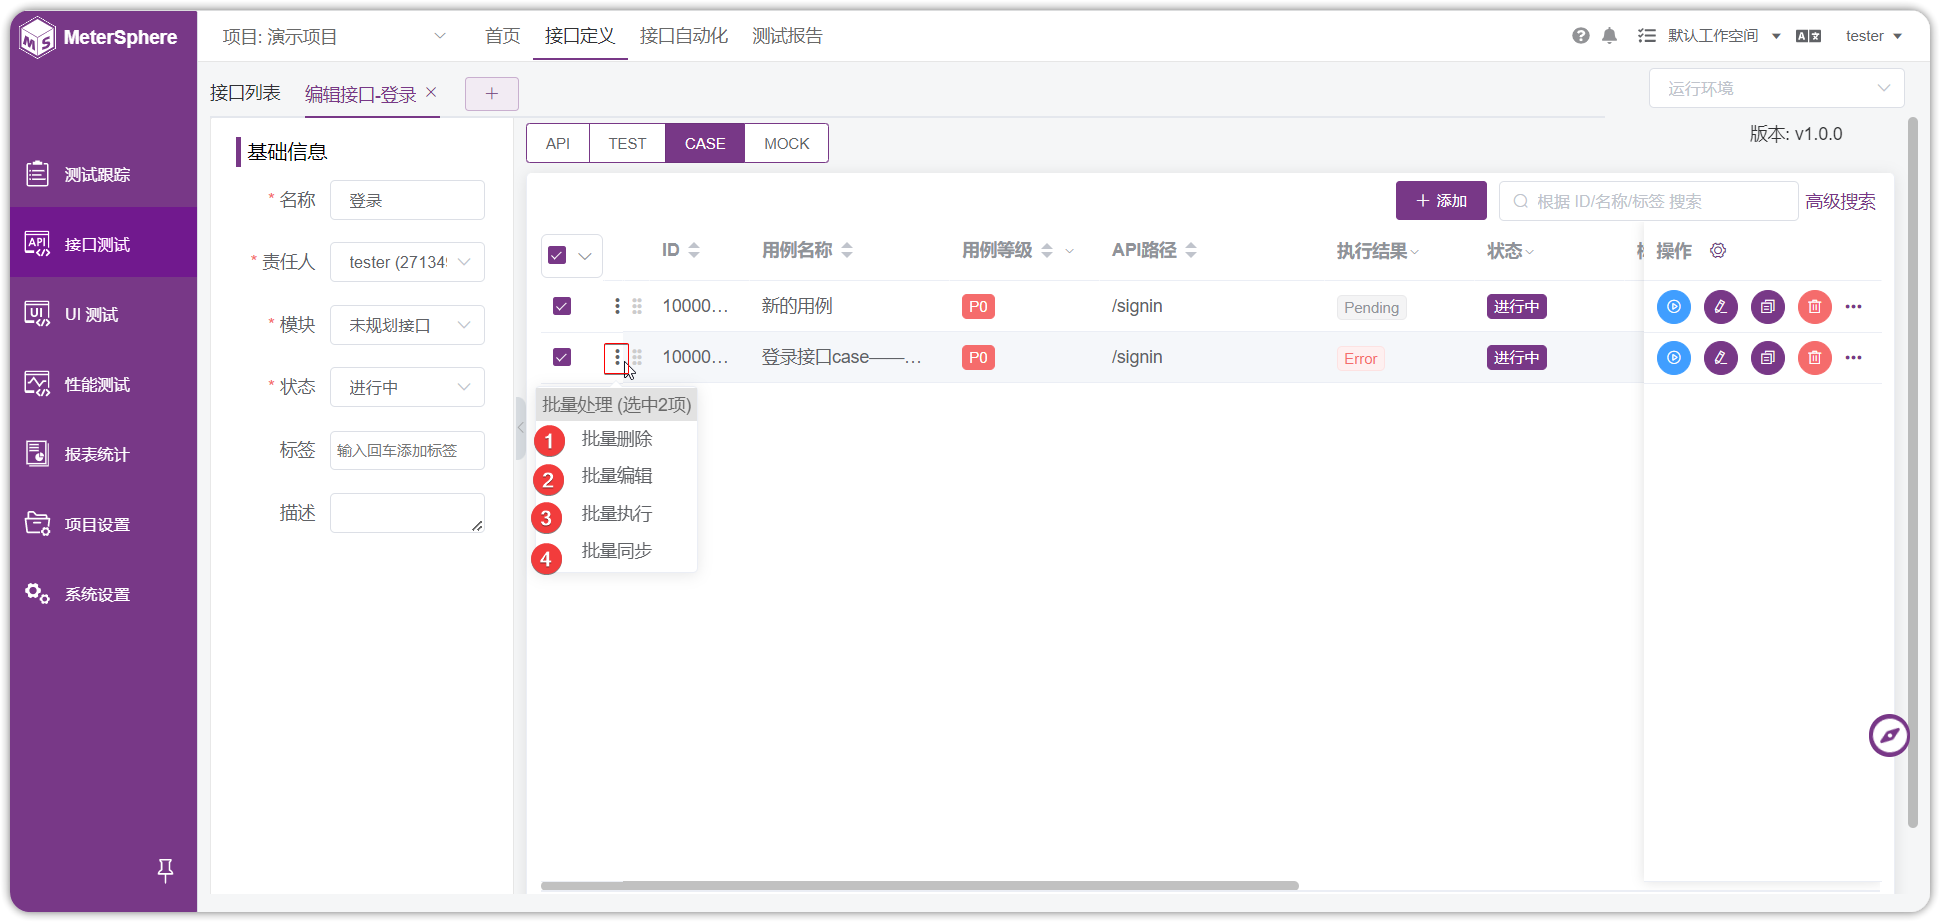 MeterSphere
项目: 演示项目
首页
接口定义
接口自动化
测试报告
默认工作空间
tester
接口列表
编辑接口-登录
运行环境
测试跟踪
接口测试
UI 测试
性能测试
报表统计
项目设置
系统设置
基础信息
* 名称
登录
* 责任人
tester (27134
* 模块
未规划接口
* 状态
进行中
标签
输入回车添加标签
描述
API
TEST
CASE
MOCK
版本: v1.0.0
添加
根据 ID/名称/标签 搜索
高级搜索
ID
用例名称
用例等级
API路径
执行结果
状态
操作
10000...
新的用例
P0
/signin
Pending
进行中
10000...
登录接口case——...
P0
/signin
Error
进行中
批量处理 (选中2项)
1 批量删除
2 批量编辑
3 批量执行
4 批量同步